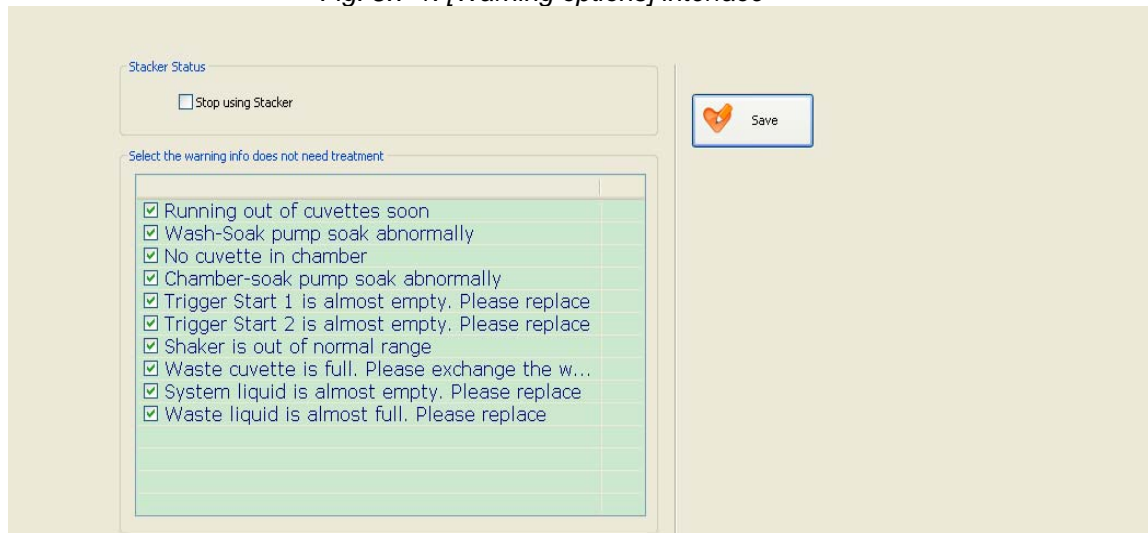 [Warning options] interface
Stacker Status
Stop using Stacker
Save
Select the warning info does not need treatment
Running out of cuvettes soon
Wash-Soak pump soak abnormally
No cuvette in chamber
Chamber-soak pump soak abnormally
Trigger Start 1 is almost empty. Please replace
Trigger Start 2 is almost empty. Please replace
Shaker is out of normal range
Waste cuvette is full. Please exchange the w...
System liquid is almost empty. Please replace
Waste liquid is almost full. Please replace